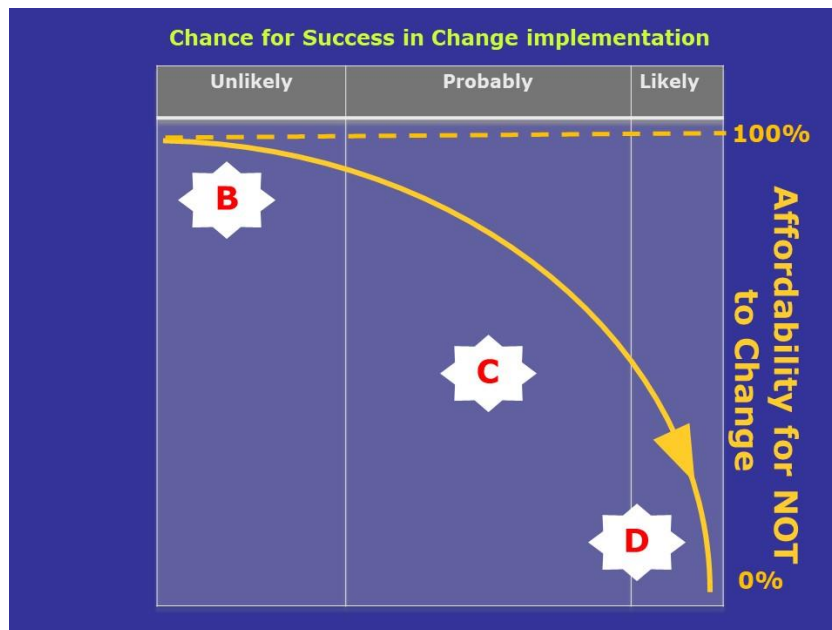 Chance for Success in Change implementation
Unlikely
Probably
Likely
100%
B
Affordability for NOT
to Change
C
D
0%